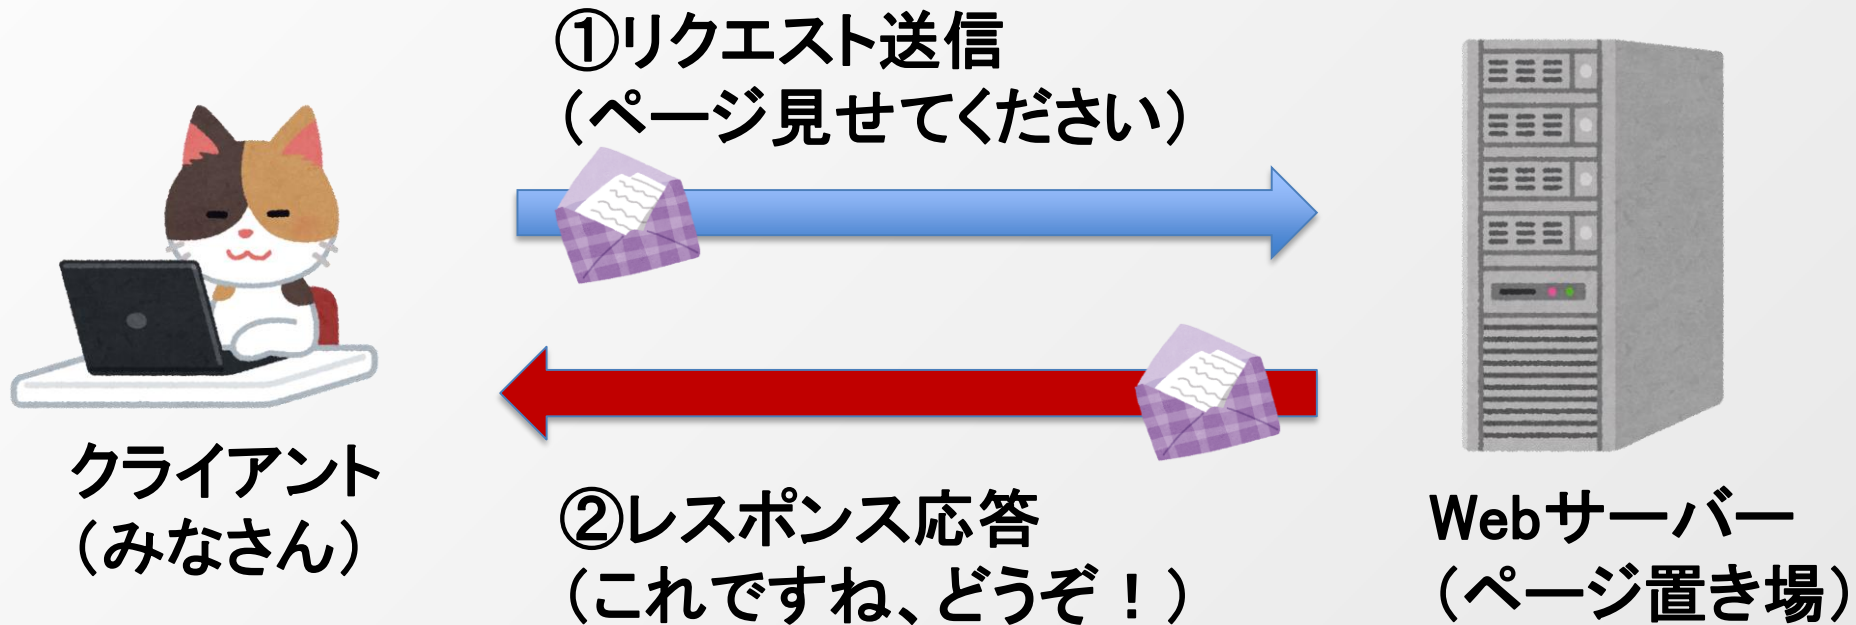 ①リクエスト送信
（ページ見せてください）
クライアント
（みなさん）
②レスポンス応答
（これですね、どうぞ！）
Webサーバー
（ページ置き場）